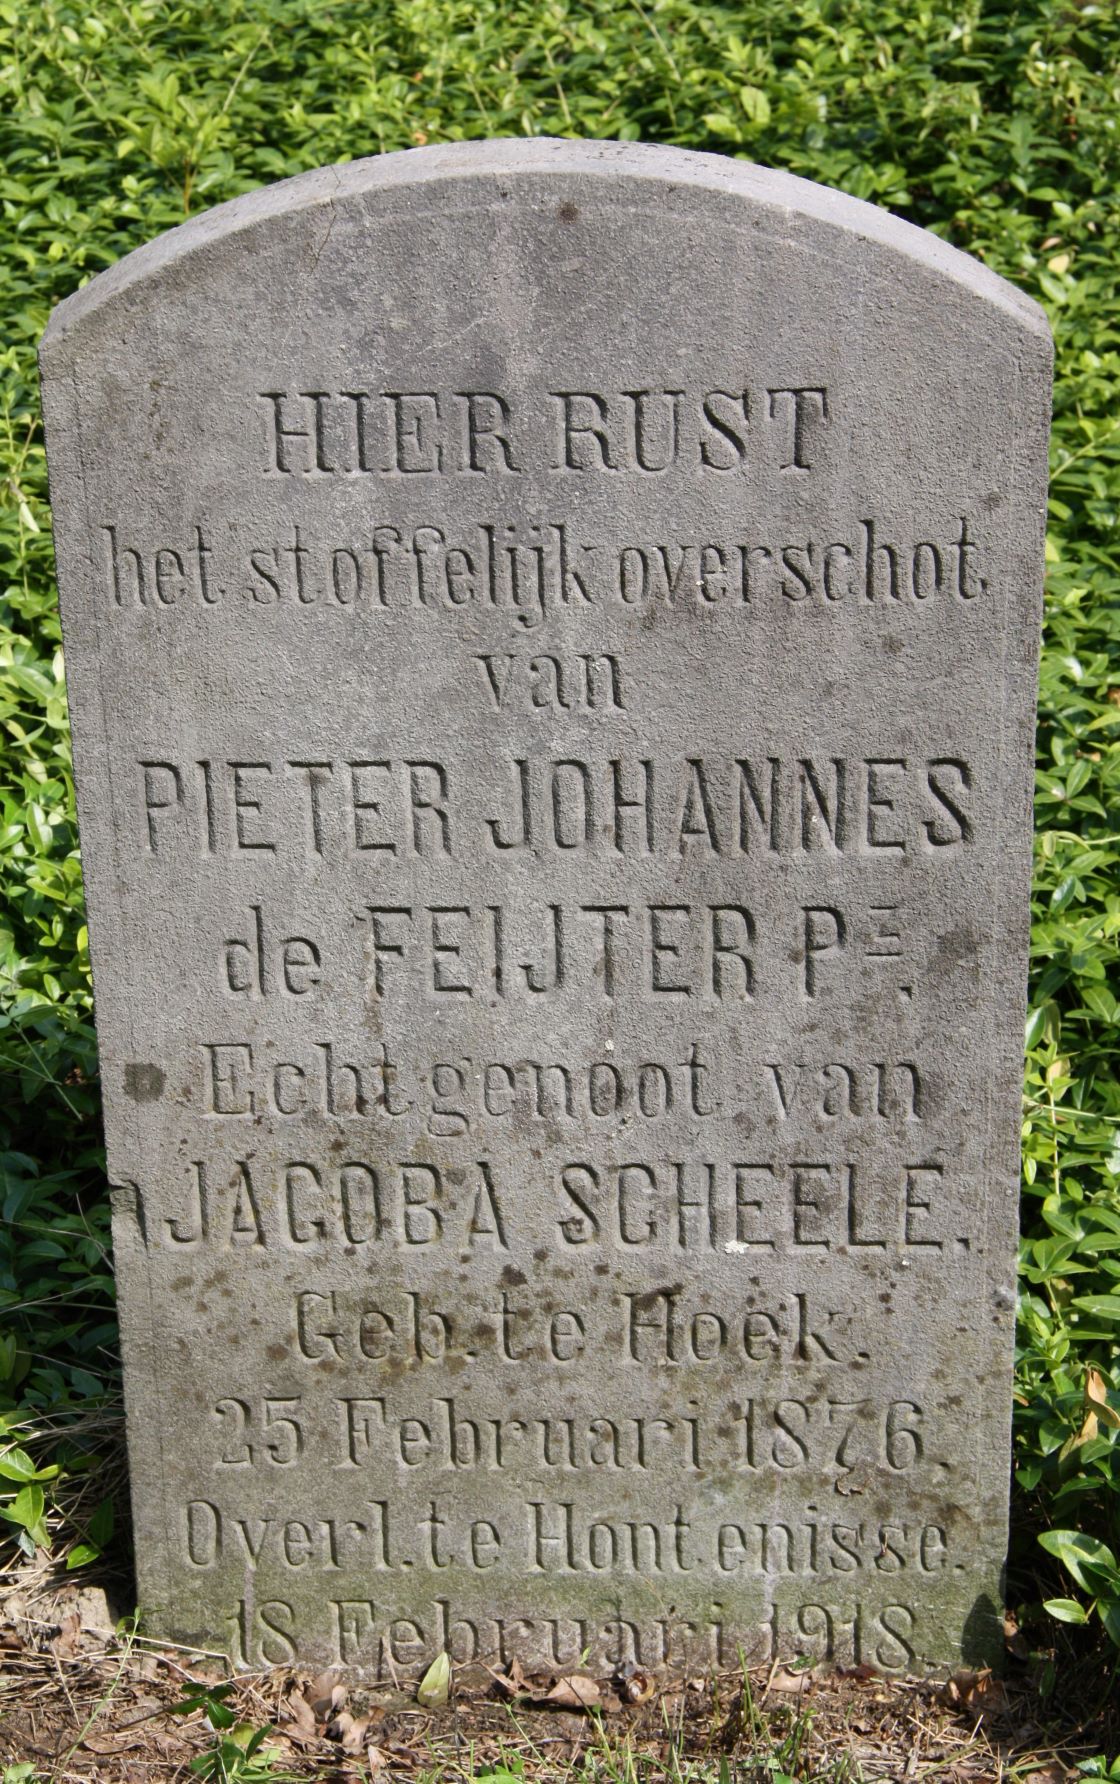 HIER RUST
het stoffelijk overschot
van
PIETER JOHANNES
de FEIJTER P=.
Echtgenoot van
JACOBA SCHEELE.
Geb. te Hoek.
25 Februari 1876.
Overl. te Hontenisse.
18 Februari 1918.